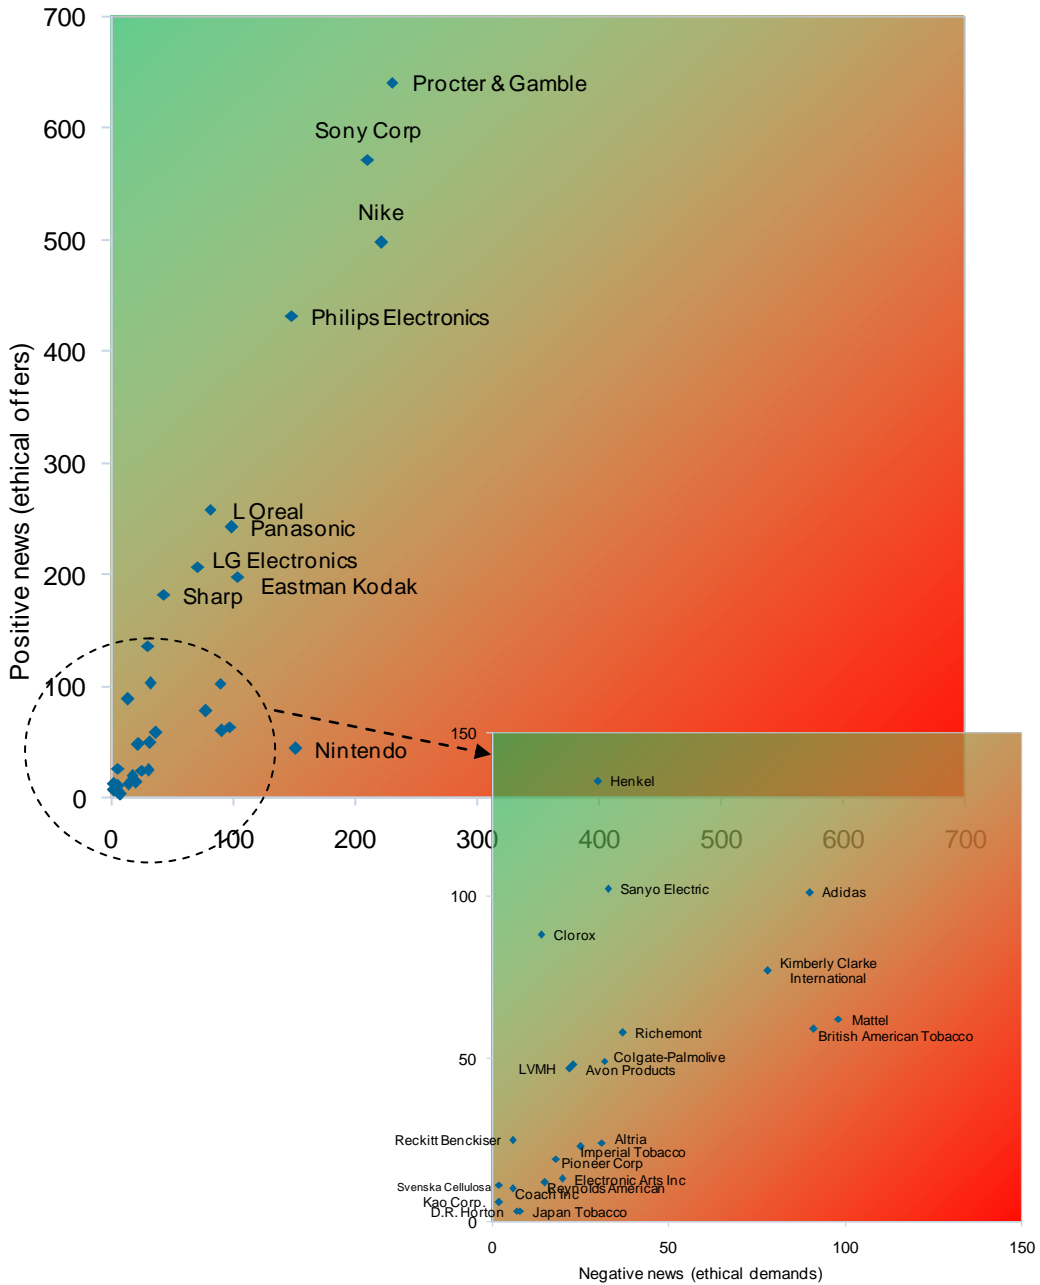 700
Procter & Gamble
Sony Corp
600
Nike
500
Philips Electronics
400
Positive news (ethical offers)
300
L Oreal
Panasonic
LG Electronics
200
Eastman Kodak
Sharp
100
Nintendo
0
0 100 200 300 400 500 600 700
150
Henkel
Sanyo Electric
Adidas
100
Clorox
Kimberly Clarke
International
Mattel
British American Tobacco
Richemont
50
Colgate-Palmolive
LVMH
Avon Products
Reckitt Benckiser
Altria
Imperial Tobacco
Pioneer Corp
Electronic Arts Inc
Svenska Cellulosa
Reynolds American
Coach Inc
Kao Corp.
D.R. Horton
Japan Tobacco
0
0 50 100 150
Negative news (ethical demands)